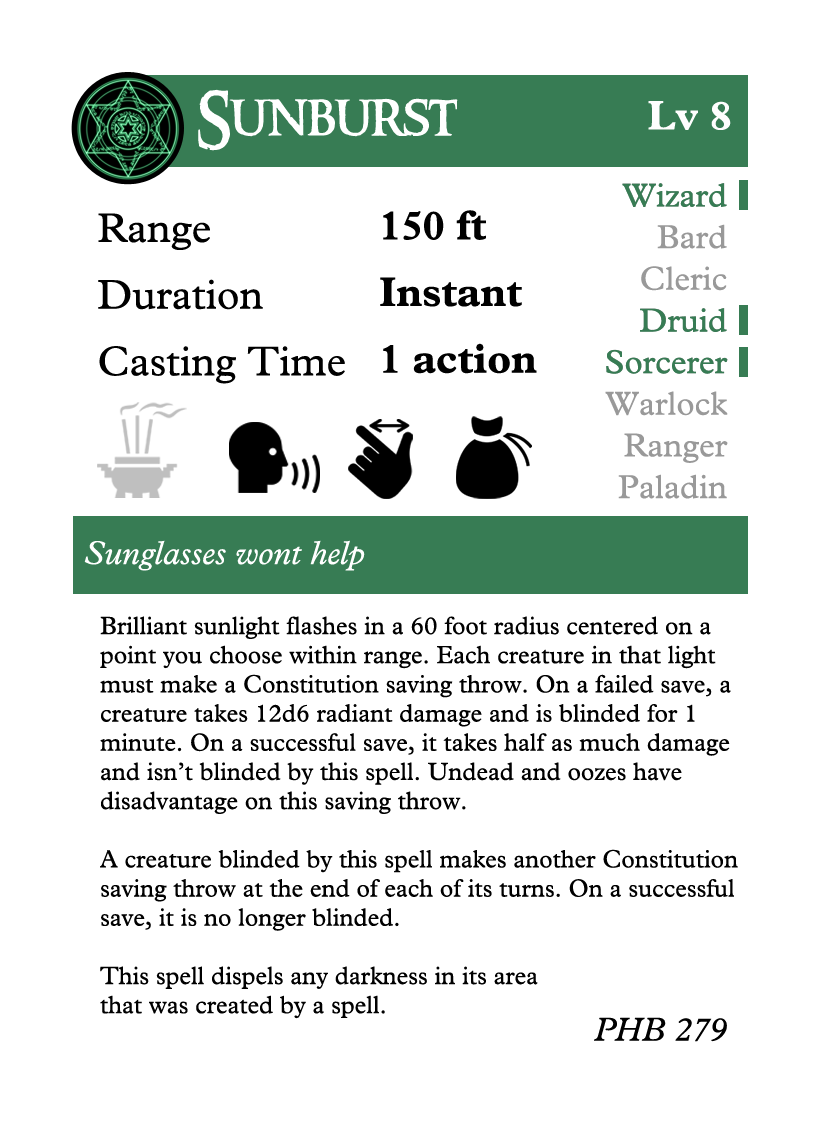 SUNBURST Lv 8
Range 150 ft
Duration Instant
Casting Time 1 action
Wizard
Bard
Cleric
Druid
Sorcerer
Warlock
Ranger
Paladin
Sunglasses wont help
Brilliant sunlight flashes in a 60 foot radius centered on a
point you choose within range. Each creature in that light
must make a Constitution saving throw. On a failed save, a
creature takes 12d6 radiant damage and is blinded for 1
minute. On a successful save, it takes half as much damage
and isn’t blinded by this spell. Undead and oozes have
disadvantage on this saving throw.
A creature blinded by this spell makes another Constitution
saving throw at the end of each of its turns. On a successful
save, it is no longer blinded.
This spell dispels any darkness in its area
that was created by a spell.
PHB 279